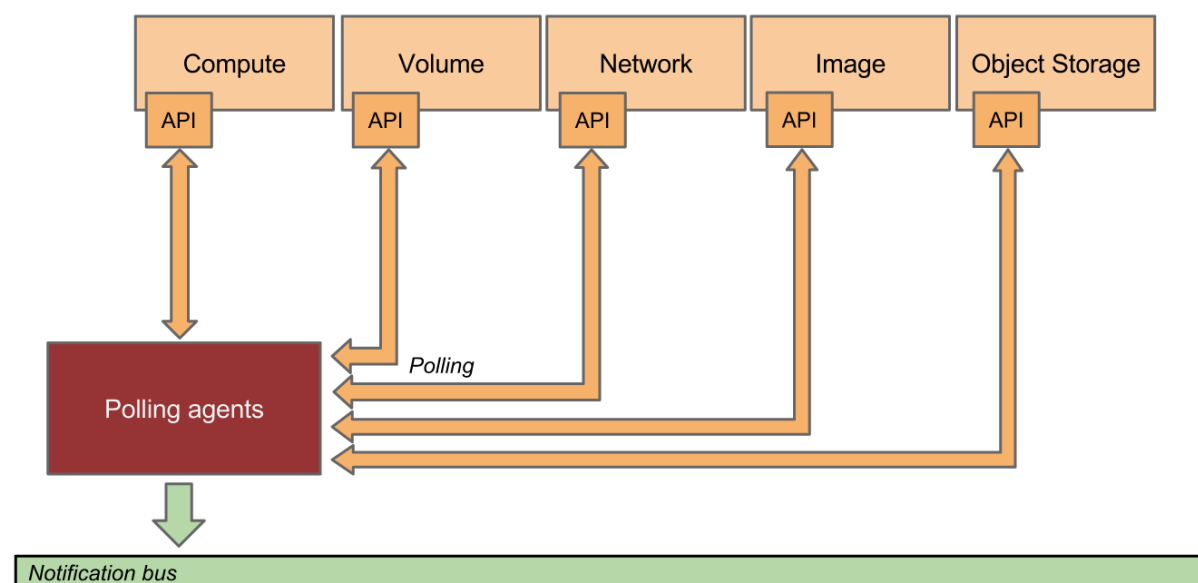 Compute
Volume
Network
Image
Object Storage
API
API
API
API
API
Polling
Polling agents
Notification bus